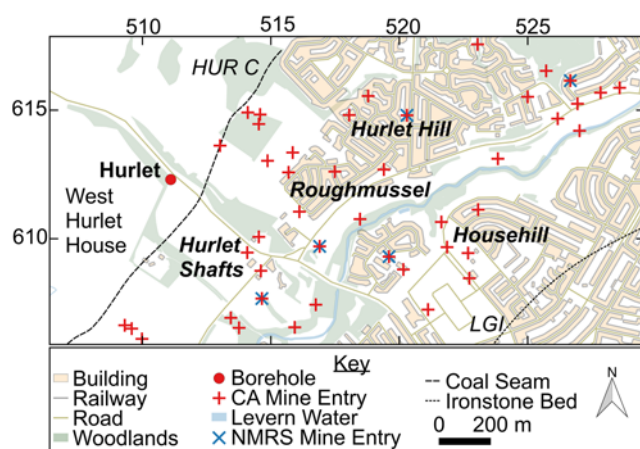 510 515 520 525
HUR C
615
Hurlet Hill
Hurlet
Roughmussel
West
Hurlet
House
610
Hurlet
Shafts
Househill
LGI
Key
Building
Railway
Road
Woodlands
Borehole
CA Mine Entry
Levern Water
NMRS Mine Entry
Coal Seam
Ironstone Bed
200 m
N